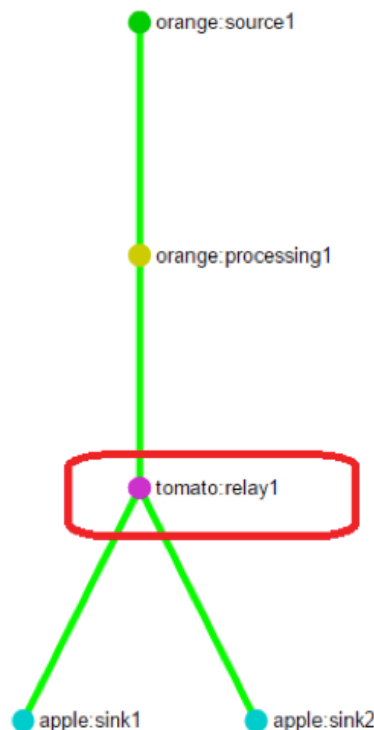 orange:source1
orange:processing1
tomato:relay1
apple:sink1
apple:sink2